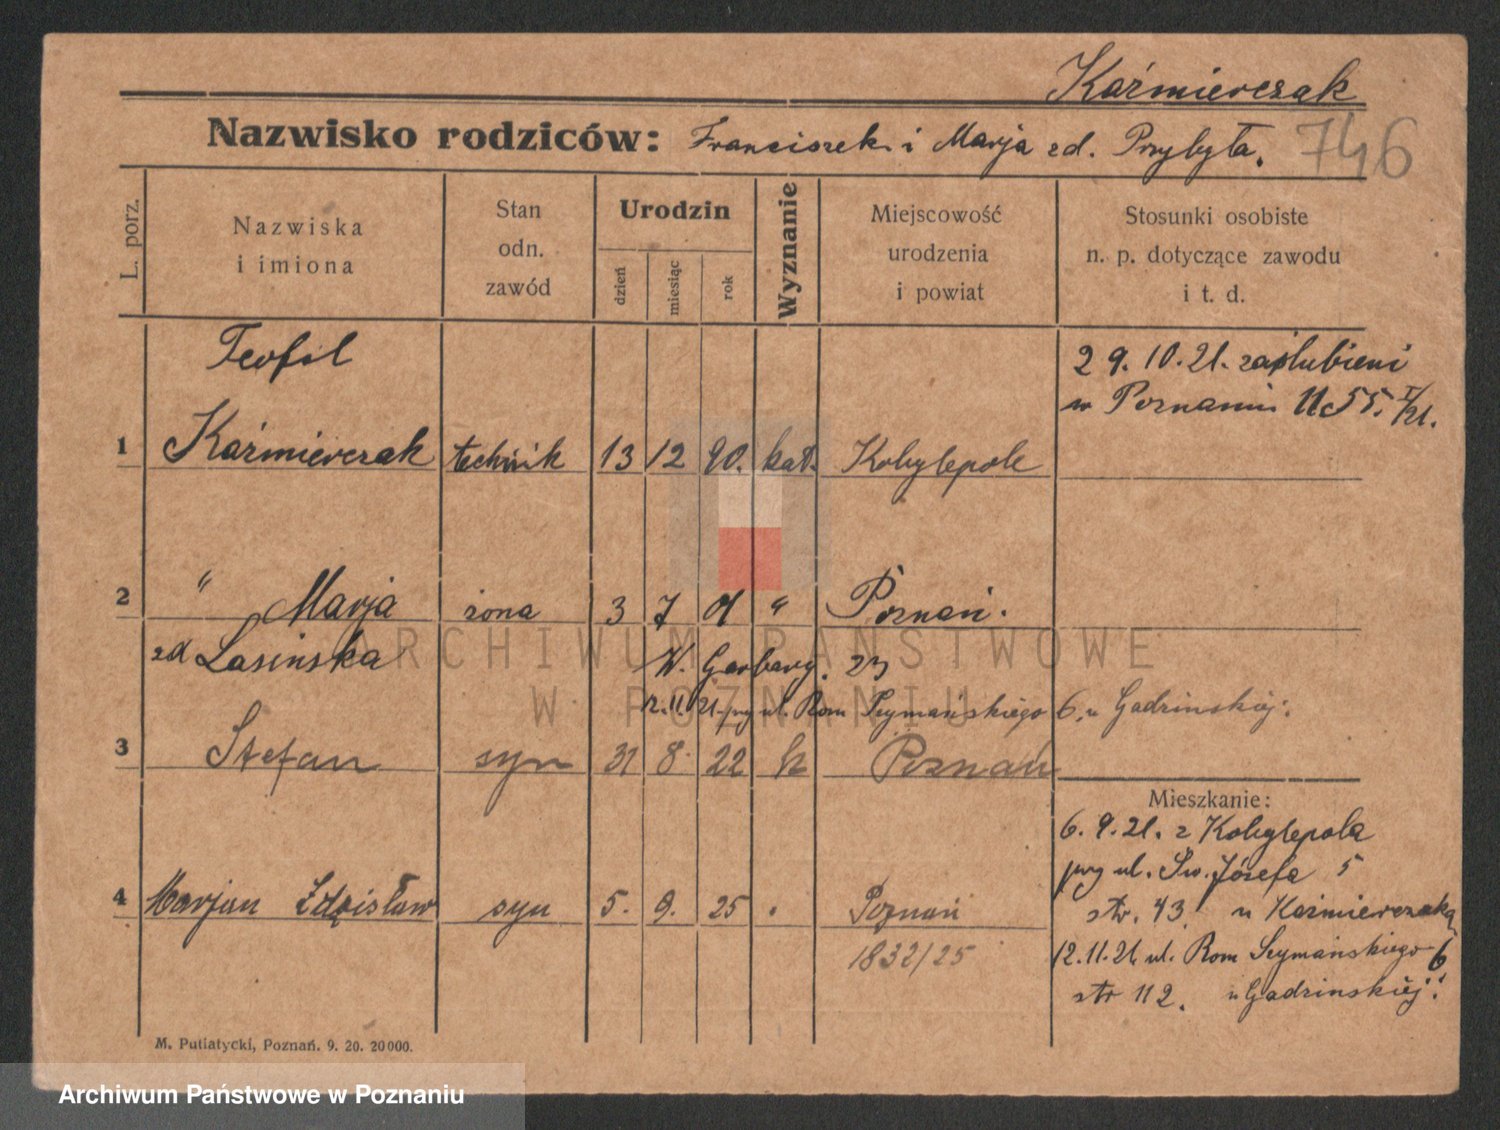 Kaźmierczak
Nazwisko rodziców: Franciszek i Marja zd. Przybyła. 746
L. porz.
Nazwiska
i imiona
Stan
odn.
zawód
Urodzin
dzień
miesiąc
rok
Wyznanie
Miejscowość
urodzenia
i powiat
Stosunki osobiste
n. p. dotyczące zawodu
i t. d.
Teofil
1 Kaźmierczak technik 13 12 90. kat. Kobylepole
29. 10. 21. zaślubieni
w Poznaniu
2 " Marja żona 3 7 01 " Poznań.
zd Lasińska W. Garbary. 23
12.11.21. przy ul. Rom Szymańskiego 6, u Gadzinskiej.
3 Stefan syn 31 8 22 k Poznań
4 Marjan Zdzisław syn 5. 9. 25 . Poznań
1832/25
Mieszkanie:
6. 9. 21. z Kobylepola
przy ul. Św. Józefa 5
str. 43 u Kaźmierczaka
12.11.21 ul. Rom Szymańskiego 6
str 112. u Gadzinskiej.
M. Putiatycki, Poznań. 9. 20. 20000.
ARCHIWUM PAŃSTWOWE
W POZNANIU
Archiwum Państwowe w Poznaniu